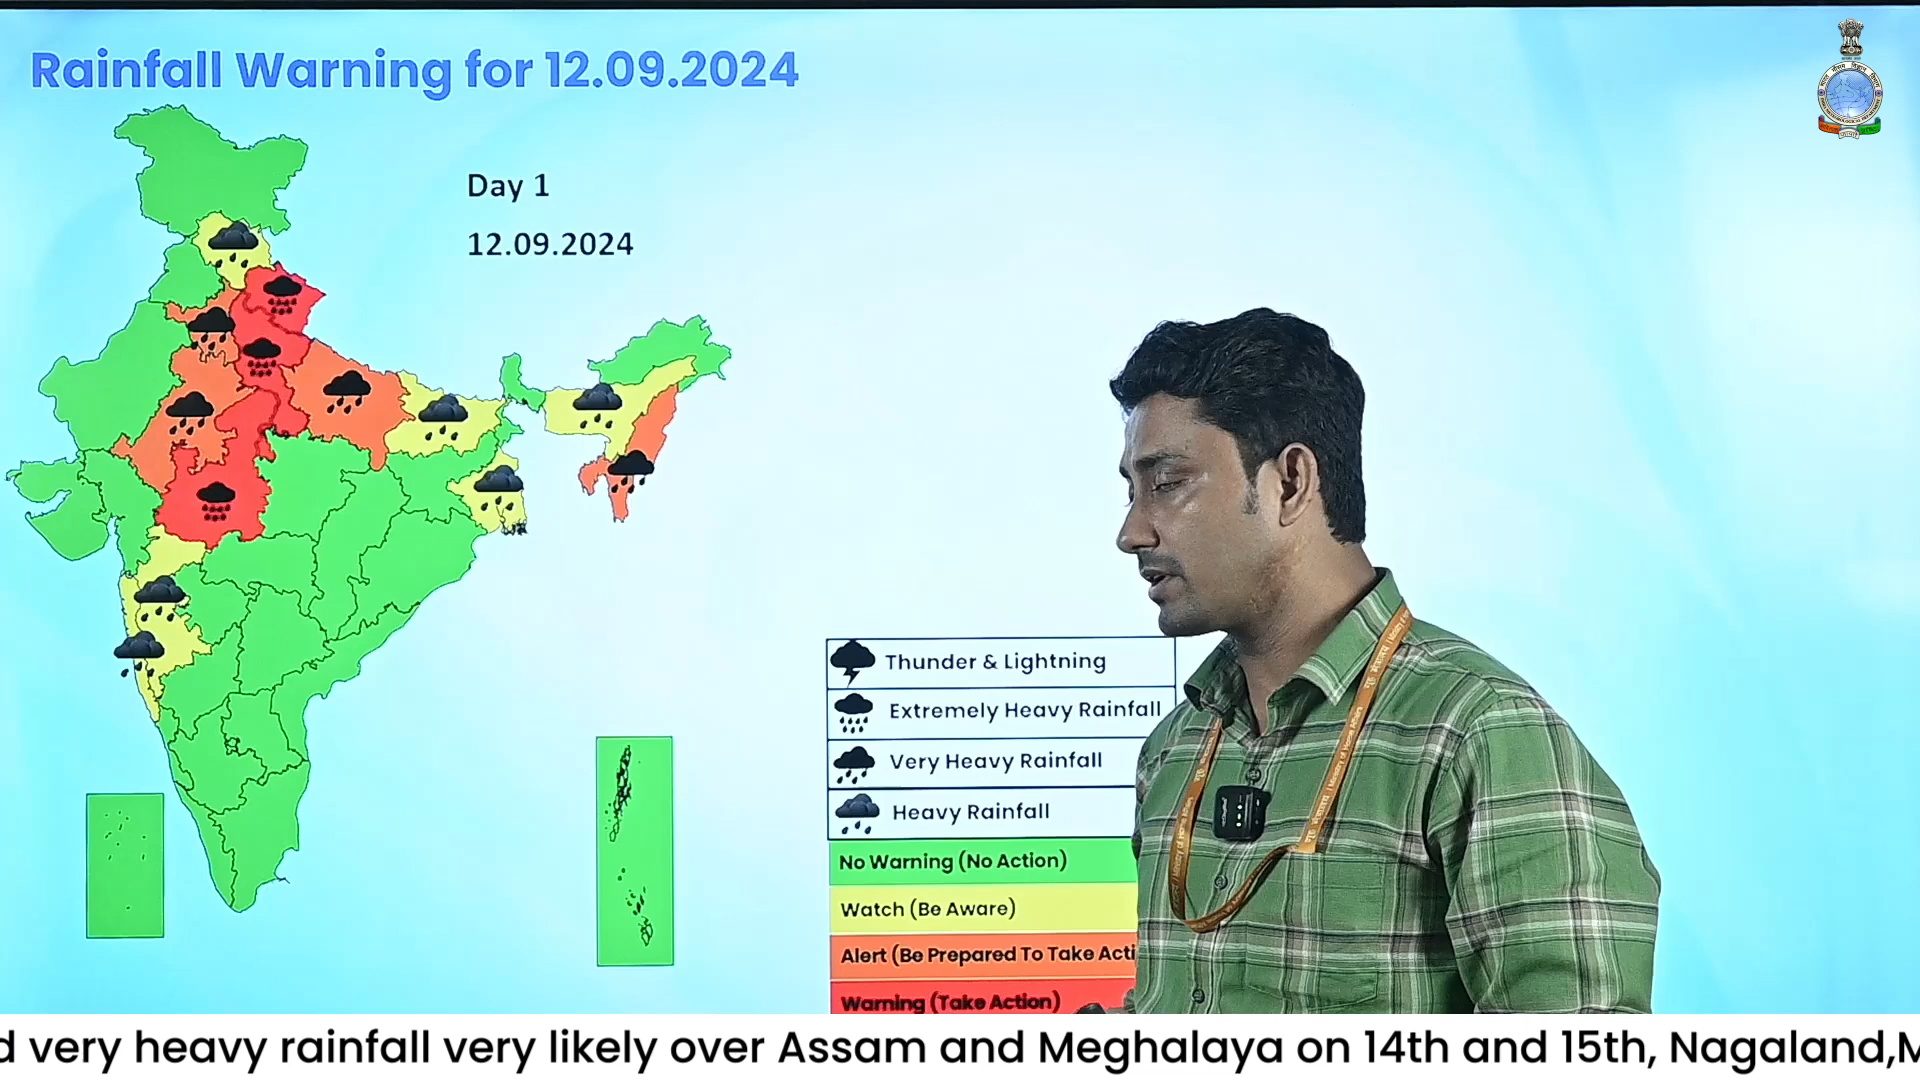 Rainfall Warning for 12.09.2024
Day 1
12.09.2024
Thunder & Lightning
Extremely Heavy Rainfall
Very Heavy Rainfall
Heavy Rainfall
No Warning (No Action)
Watch (Be Aware)
Alert (Be Prepared To Take Acti
Warning (Take Action)
d very heavy rainfall very likely over Assam and Meghalaya on 14th and 15th, Nagaland,M